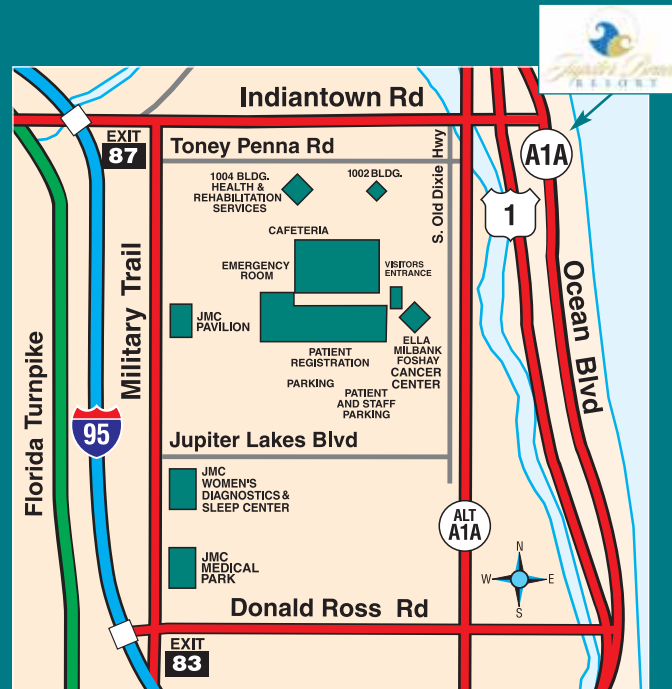 Jupiter Beach
RESORT
Indiantown Rd
EXIT
87
Toney Penna Rd
S. Old Dixie Hwy
A1A
1004 BLDG.
HEALTH &
REHABILITATION
SERVICES
1002 BLDG.
1
CAFETERIA
EMERGENCY
ROOM
VISITORS
ENTRANCE
Military Trail
Ocean Blvd
JMC
PAVILION
Florida Turnpike
PATIENT
REGISTRATION
ELLA
MILBANK
FOSHAY
CANCER
CENTER
PARKING
PATIENT
AND STAFF
PARKING
95
Jupiter Lakes Blvd
JMC
WOMEN'S
DIAGNOSTICS &
SLEEP CENTER
ALT
A1A
JMC
MEDICAL
PARK
N
W
E
S
Donald Ross Rd
EXIT
83